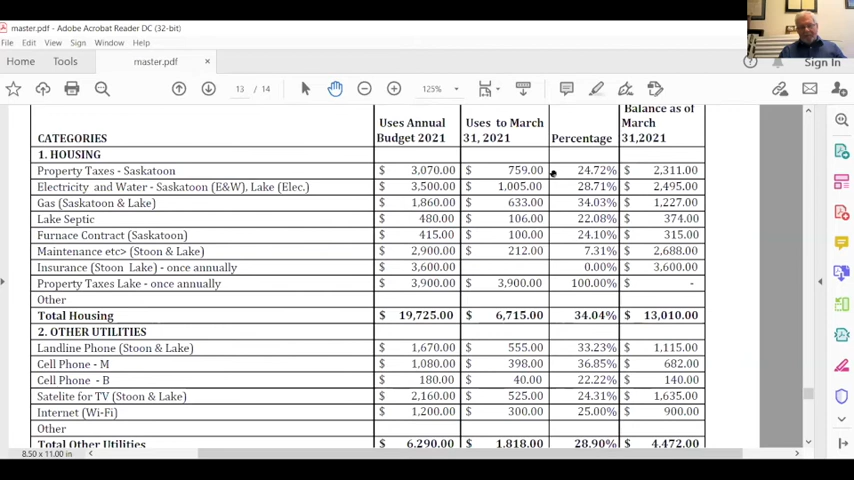 master.pdf - Adobe Acrobat Reader DC (32-bit)
File Edit View Sign Window Help
Home Tools master.pdf × Sign In
13 / 14 125%
CATEGORIES Uses Annual Budget 2021 Uses to March 31, 2021 Percentage Balance as of March 31,2021
1. HOUSING
Property Taxes - Saskatoon $ 3,070.00 $ 759.00 24.72% $ 2,311.00
Electricity and Water - Saskatoon (E&W), Lake (Elec.) $ 3,500.00 $ 1,005.00 28.71% $ 2,495.00
Gas (Saskatoon & Lake) $ 1,860.00 $ 633.00 34.03% $ 1,227.00
Lake Septic $ 480.00 $ 106.00 22.08% $ 374.00
Furnace Contract (Saskatoon) $ 415.00 $ 100.00 24.10% $ 315.00
Maintenance etc> (Stoon & Lake) $ 2,900.00 $ 212.00 7.31% $ 2,688.00
Insurance (Stoon Lake) - once annually $ 3,600.00 0.00% $ 3,600.00
Property Taxes Lake - once annually $ 3,900.00 $ 3,900.00 100.00% $ -
Other
Total Housing $ 19,725.00 $ 6,715.00 34.04% $ 13,010.00
2. OTHER UTILITIES
Landline Phone (Stoon & Lake) $ 1,670.00 $ 555.00 33.23% $ 1,115.00
Cell Phone - M $ 1,080.00 $ 398.00 36.85% $ 682.00
Cell Phone - B $ 180.00 $ 40.00 22.22% $ 140.00
Satelite for TV (Stoon & Lake) $ 2,160.00 $ 525.00 24.31% $ 1,635.00
Internet (Wi-Fi) $ 1,200.00 $ 300.00 25.00% $ 900.00
Other
Total Other Utilities $ 6,290.00 $ 1,818.00 28.90% $ 4,472.00
8.50 x 11.00 in